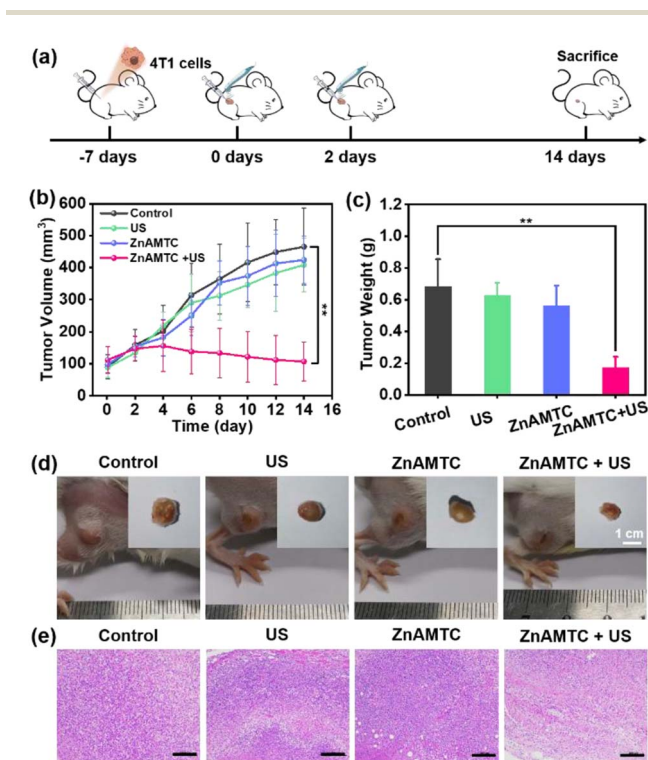 (a)
4T1 cells
Sacrifice
-7 days 0 days 2 days 14 days
(b)
600
500
400
300
200
100
0
Tumor Volume (mm³)
Control
US
ZnAMTC
ZnAMTC +US
**
0 2 4 6 8 10 12 14 16
Time (day)
(c)
1.2
1.0
0.8
0.6
0.4
0.2
0.0
Tumor Weight (g)
**
Control US ZnAMTC ZnAMTC+US
(d)
Control US ZnAMTC ZnAMTC + US
1 cm
(e)
Control US ZnAMTC ZnAMTC + US